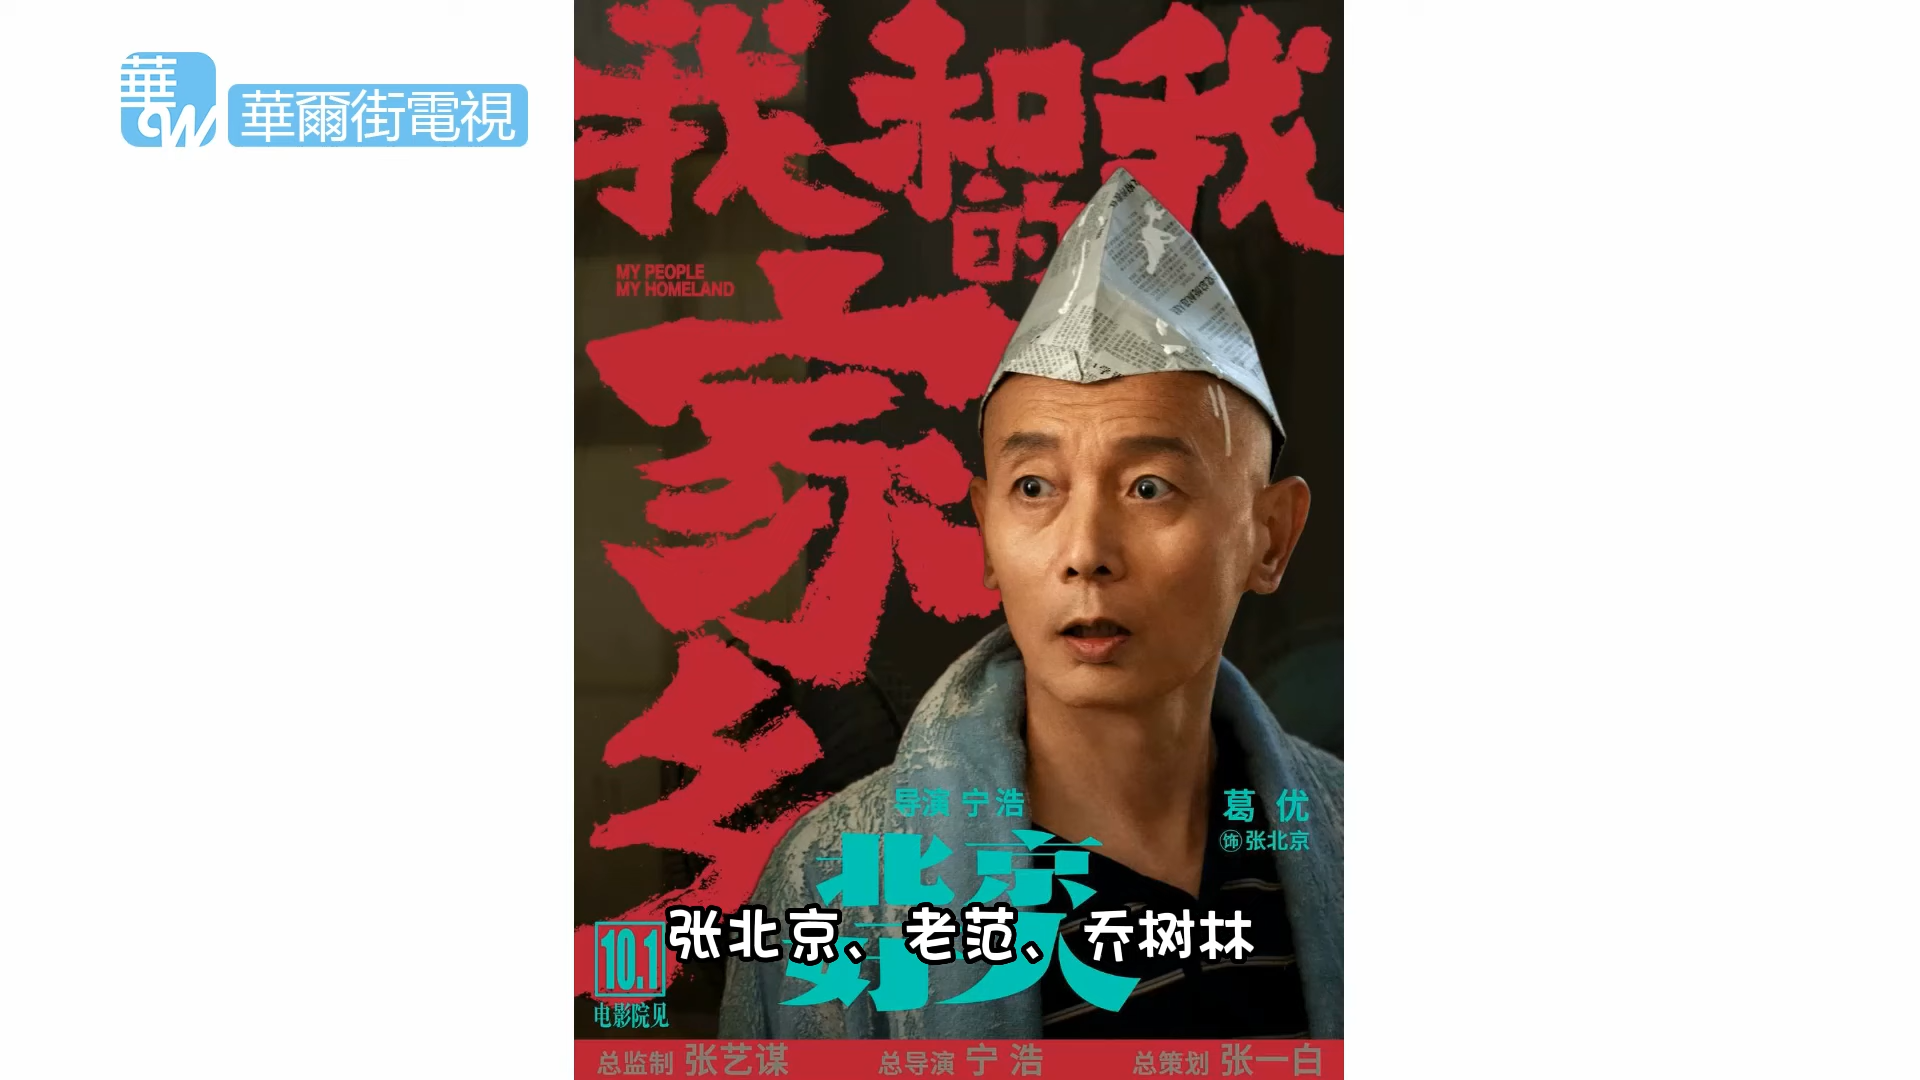 華
W
華爾街電視
我和我
的
家
乡
MY PEOPLE
MY HOMELAND
导演 宁浩
葛优
饰 张北京
北京
好人
张北京、老范、乔树林
10.1
电影院见
总监制 张艺谋
总导演 宁浩
总策划 张一白